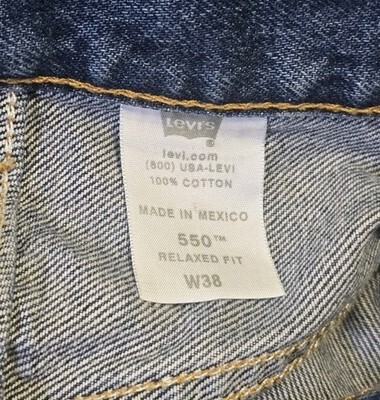 Levi's
®
levi.com
(800) USA-LEVI
100% COTTON
MADE IN MEXICO
550™
RELAXED FIT
W38